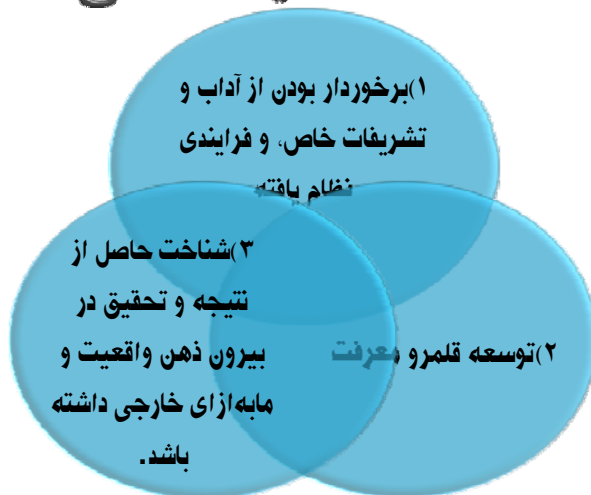 ۱)برخوردار بودن از آداب و
تشریفات خاص، و فرایندی
نظام یافته
۲)توسعه قلمرو معرفت
۳)شناخت حاصل از
نتیجه و تحقیق در
بیرون ذهن واقعیت و
مابه‌ازای خارجی داشته
باشد.